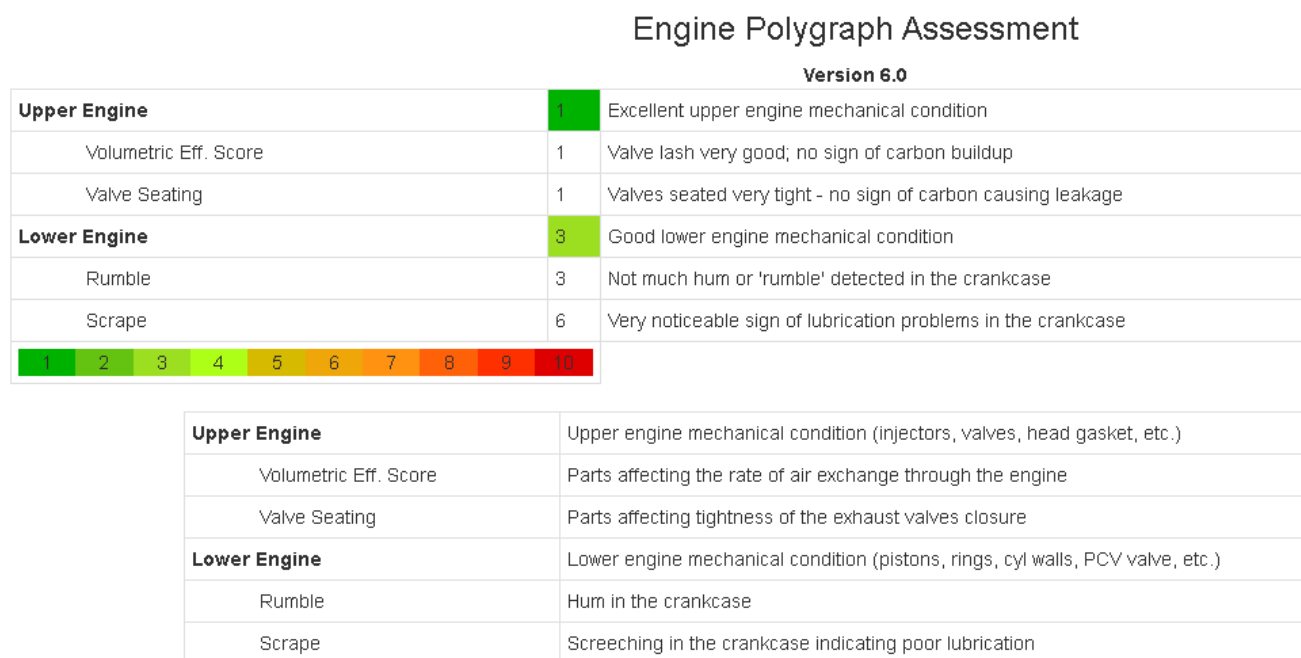 Engine Polygraph Assessment
Version 6.0
Upper Engine 1 Excellent upper engine mechanical condition
Volumetric Eff. Score 1 Valve lash very good; no sign of carbon buildup
Valve Seating 1 Valves seated very tight - no sign of carbon causing leakage
Lower Engine 3 Good lower engine mechanical condition
Rumble 3 Not much hum or 'rumble' detected in the crankcase
Scrape 6 Very noticeable sign of lubrication problems in the crankcase
1 2 3 4 5 6 7 8 9 10
Upper Engine Upper engine mechanical condition (injectors, valves, head gasket, etc.)
Volumetric Eff. Score Parts affecting the rate of air exchange through the engine
Valve Seating Parts affecting tightness of the exhaust valves closure
Lower Engine Lower engine mechanical condition (pistons, rings, cyl walls, PCV valve, etc.)
Rumble Hum in the crankcase
Scrape Screeching in the crankcase indicating poor lubrication